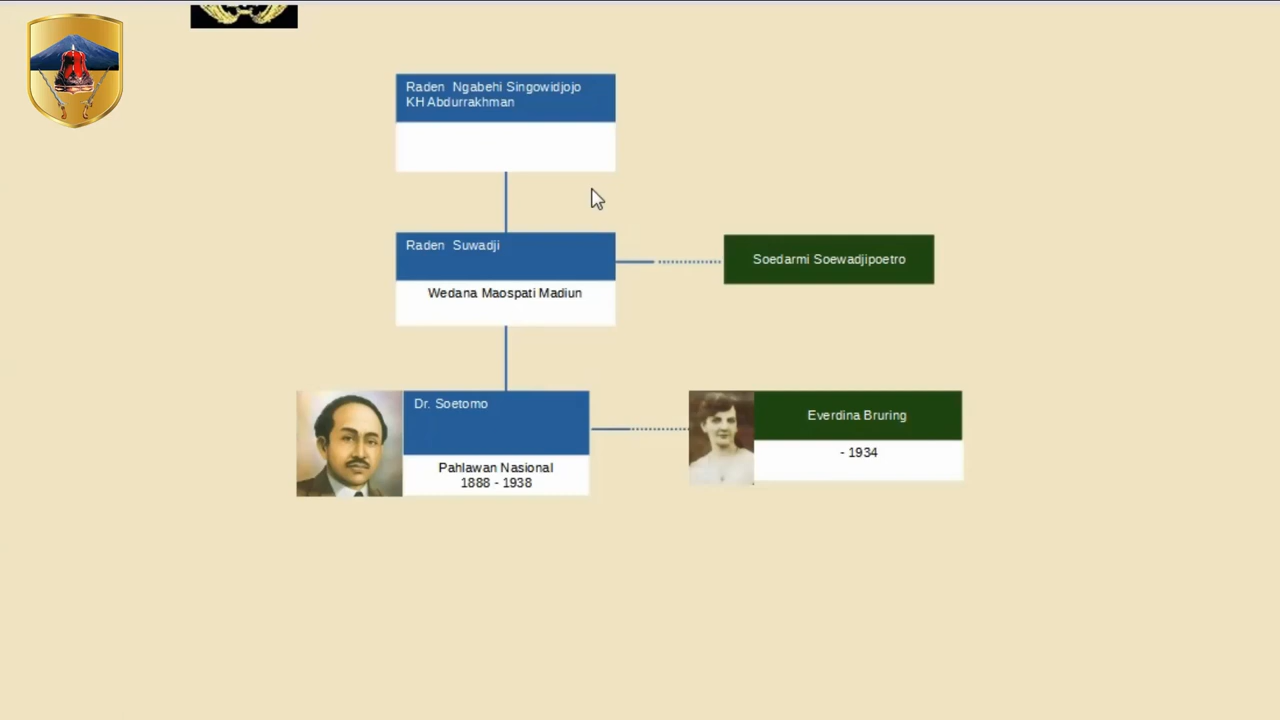 Raden  Ngabehi Singowidjojo
KH Abdurrakhman
Raden  Suwadji
Soedarmi Soewadjipoetro
Wedana Maospati Madiun
Dr. Soetomo
Everdina Bruring
- 1934
Pahlawan Nasional
1888 - 1938